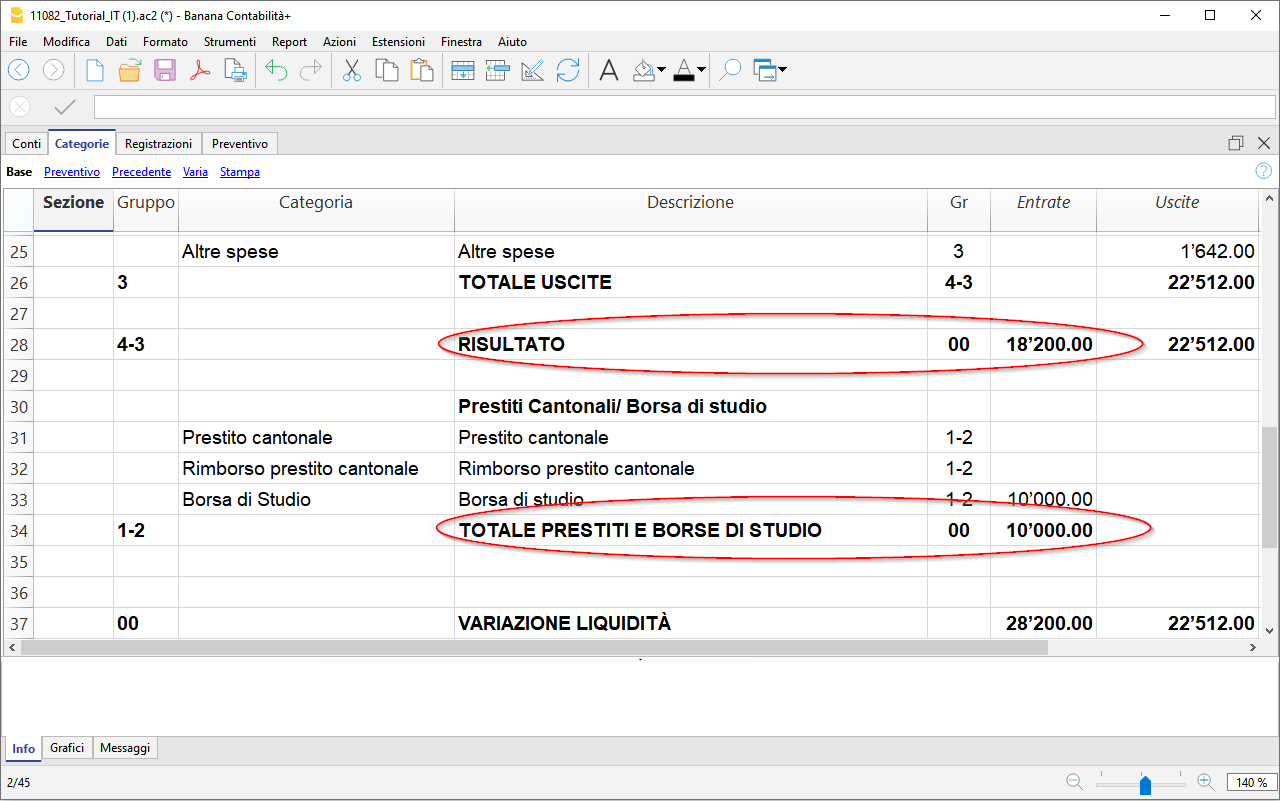 11082_Tutorial_IT (1).ac2 (*) - Banana Contabilità+
File Modifica Dati Formato Strumenti Report Azioni Estensioni Finestra Aiuto
Conti Categorie Registrazioni Preventivo
Base Preventivo Precedente Varia Stampa
Sezione Gruppo Categoria Descrizione Gr Entrate Uscite
25 Altre spese Altre spese 3 1’642.00
26 3 TOTALE USCITE 4-3 22’512.00
27
28 4-3 RISULTATO 00 18’200.00 22’512.00
29
30 Prestiti Cantonali/ Borsa di studio
31 Prestito cantonale Prestito cantonale 1-2
32 Rimborso prestito cantonale Rimborso prestito cantonale 1-2
33 Borsa di Studio Borsa di studio 1-2 10’000.00
34 1-2 TOTALE PRESTITI E BORSE DI STUDIO 00 10’000.00
35
36
37 00 VARIAZIONE LIQUIDITÀ 28’200.00 22’512.00
Info Grafici Messaggi
2/45 140 %